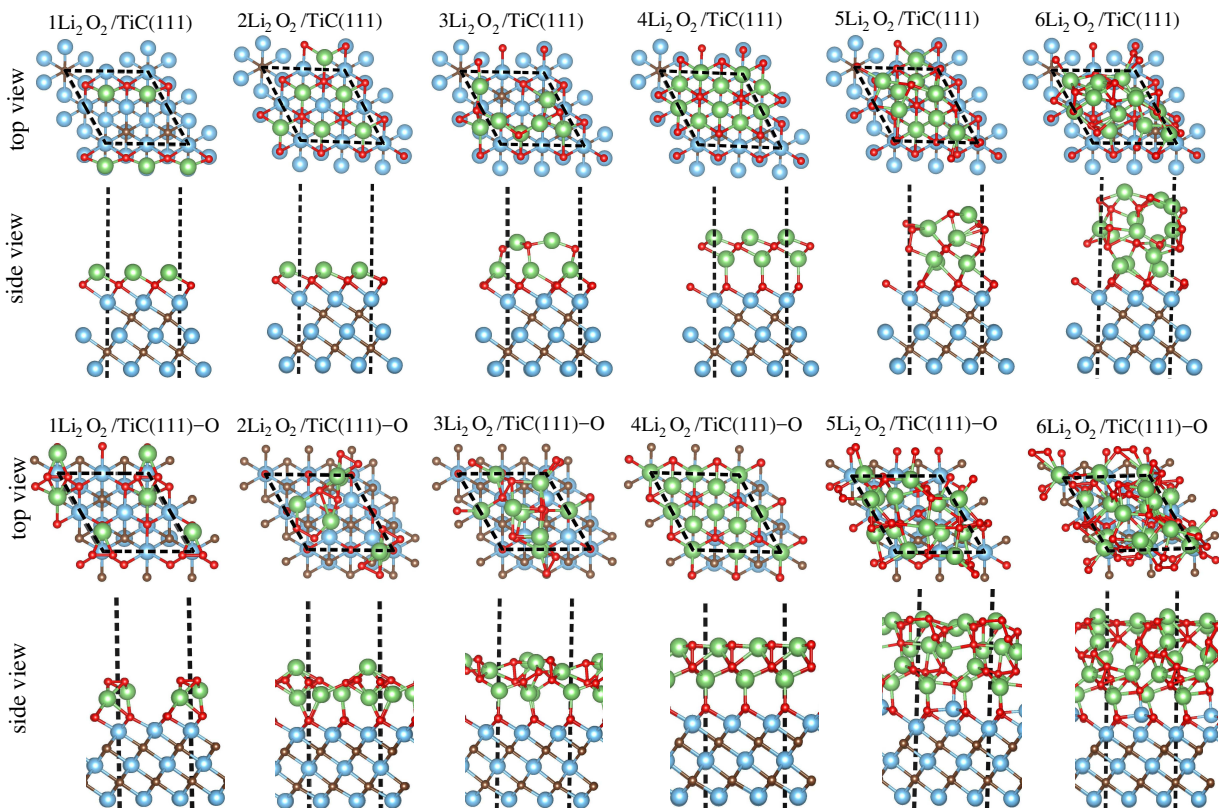 1Li₂O₂/TiC(111) 2Li₂O₂/TiC(111) 3Li₂O₂/TiC(111) 4Li₂O₂/TiC(111) 5Li₂O₂/TiC(111) 6Li₂O₂/TiC(111)
top view
side view
1Li₂O₂/TiC(111)−O 2Li₂O₂/TiC(111)−O 3Li₂O₂/TiC(111)−O 4Li₂O₂/TiC(111)−O 5Li₂O₂/TiC(111)−O 6Li₂O₂/TiC(111)−O
top view
side view